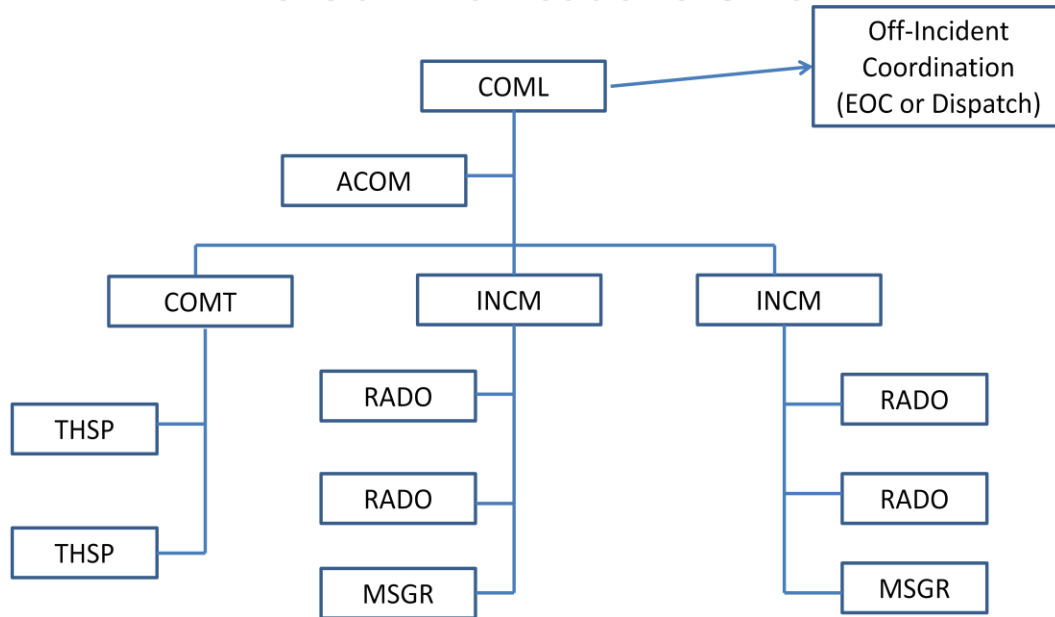 Off-Incident
Coordination
(EOC or Dispatch)
COML
ACOM
COMT
INCM
INCM
RADO
RADO
THSP
RADO
RADO
THSP
MSGR
MSGR